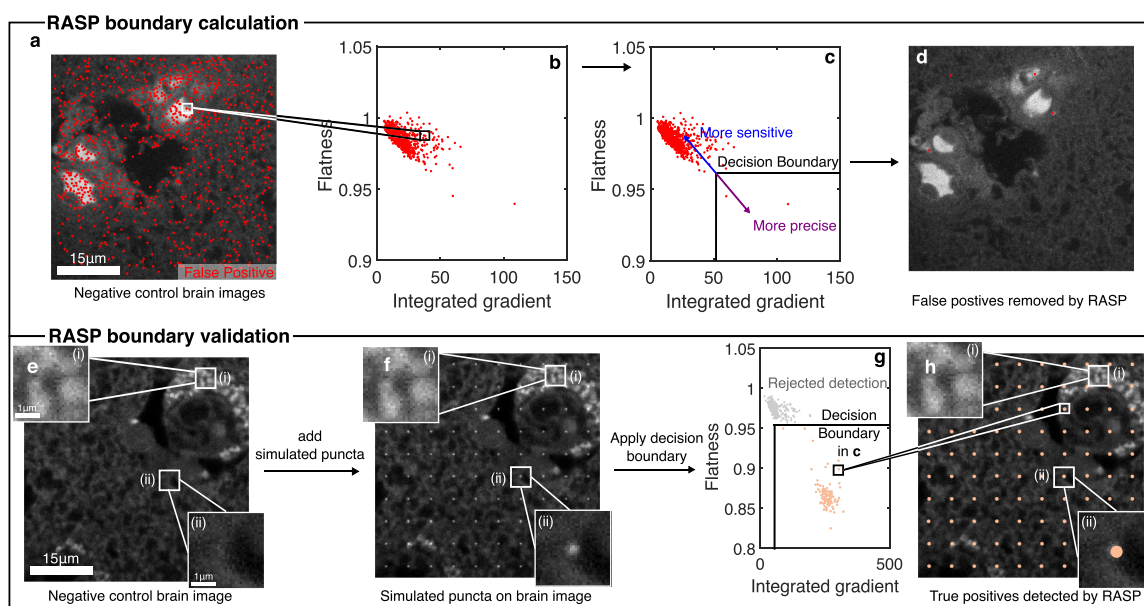 RASP boundary calculation
a
False Positive
15μm
Negative control brain images
b
1.05
1
0.95
0.9
Flatness
0
50
100
150
Integrated gradient
c
1.05
1
0.95
0.9
Flatness
More sensitive
Decision Boundary
More precise
0
50
100
150
Integrated gradient
d
False postives removed by RASP
RASP boundary validation
e
(i)
1μm
(i)
(ii)
(ii)
1μm
15μm
Negative control brain image
add
simulated puncta
f
(i)
(i)
(ii)
(ii)
Simulated puncta on brain image
Apply decision
boundary
g
1.05
1
0.95
0.9
0.85
0.8
Flatness
Rejected detection
Decision
Boundary
in c
0
500
Integrated gradient
h
(i)
(i)
(ii)
(ii)
True positives detected by RASP